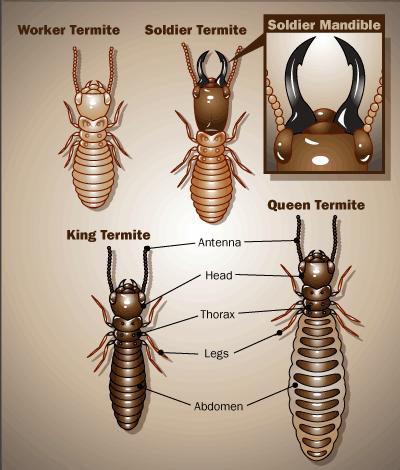 Worker Termite
Soldier Termite
Soldier Mandible
Queen Termite
King Termite
Antenna
Head
Thorax
Legs
Abdomen